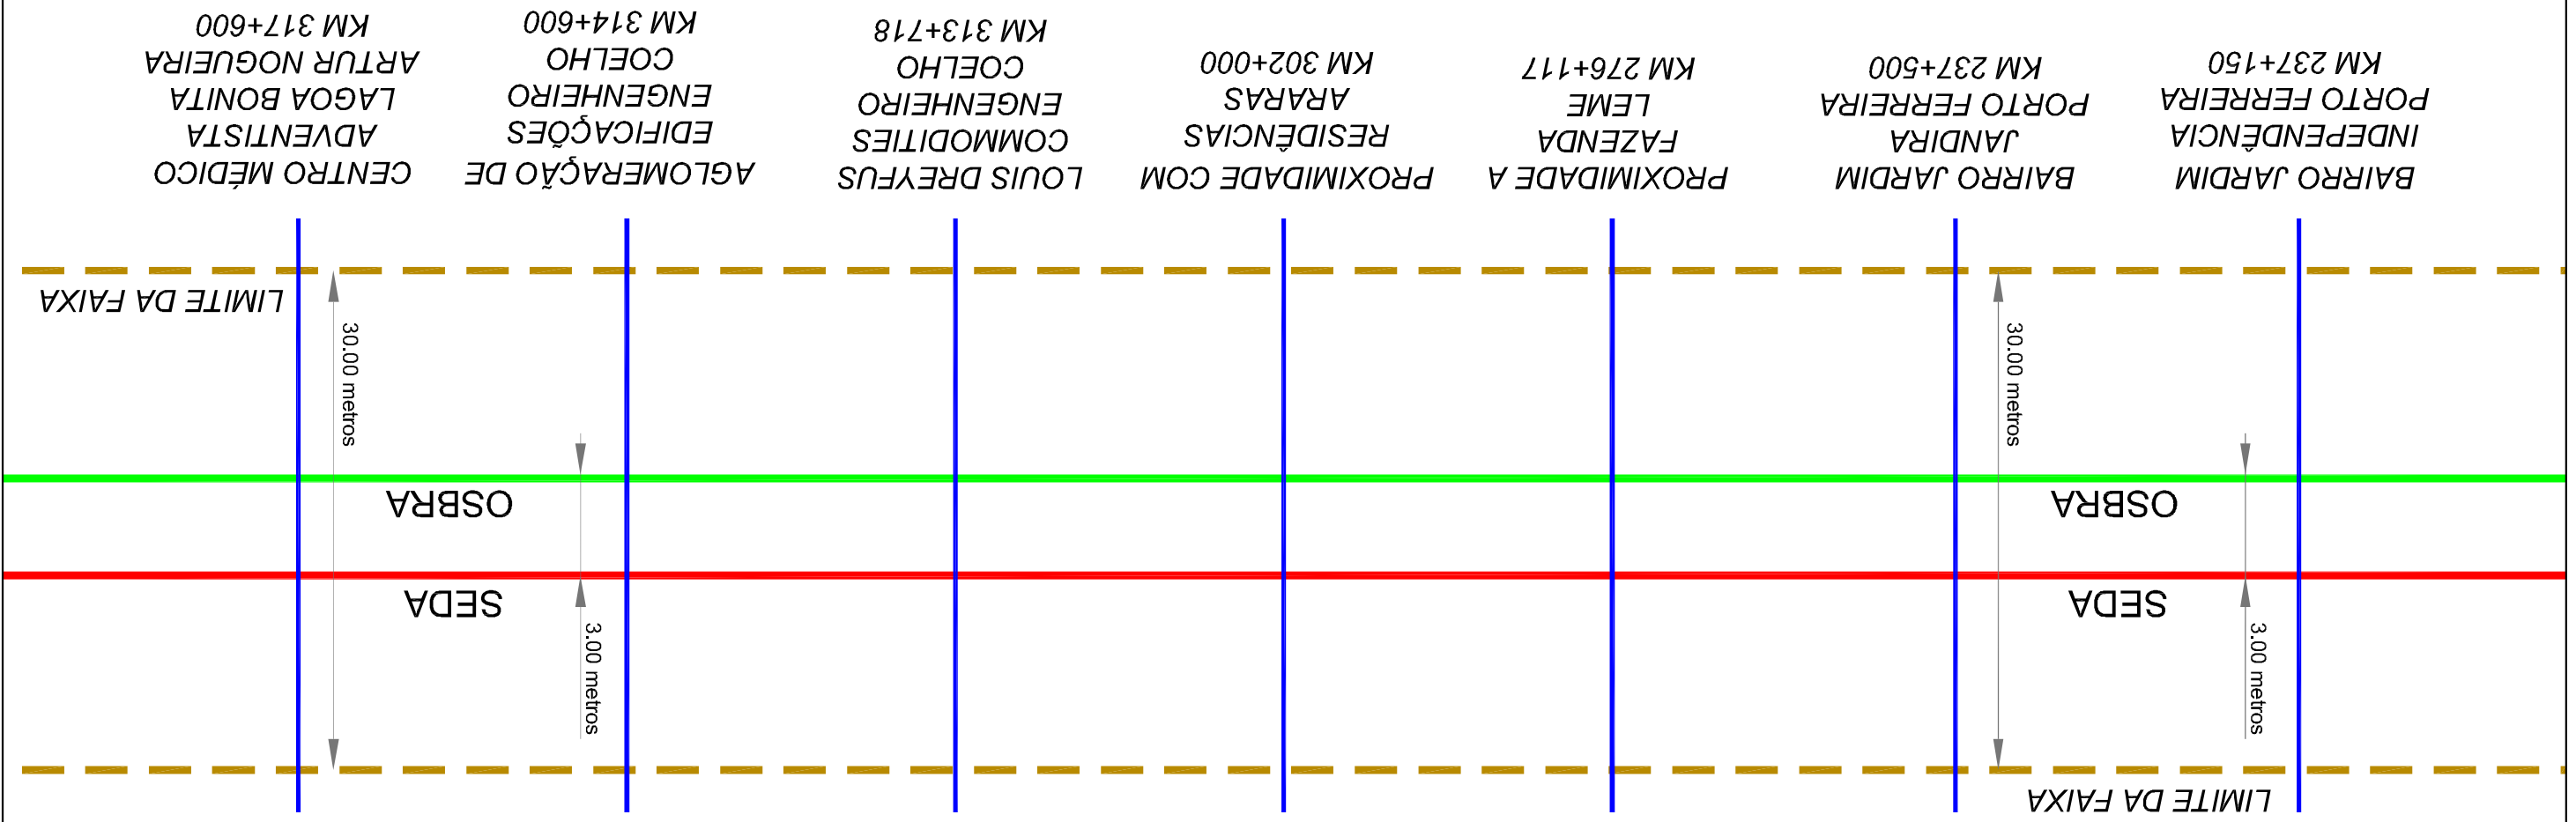 LIMITE DA FAIXA
3.00 metros
3.00 metros
SEDA
SEDA
OSBRA
OSBRA
30.00 metros
30.00 metros
LIMITE DA FAIXA
BAIRRO JARDIM
INDEPENDÊNCIA
PORTO FERREIRA
KM 237+150
BAIRRO JARDIM
JANDIRA
PORTO FERREIRA
KM 237+500
PROXIMIDADE A
FAZENDA
LEME
KM 276+117
PROXIMIDADE COM
RESIDÊNCIAS
ARARAS
KM 302+000
LOUIS DREYFUS
COMMODITIES
ENGENHEIRO
COELHO
KM 313+718
AGLOMERAÇÃO DE
EDIFICAÇÕES
ENGENHEIRO
COELHO
KM 314+600
CENTRO MÉDICO
ADVENTISTA
LAGOA BONITA
ARTUR NOGUEIRA
KM 317+600